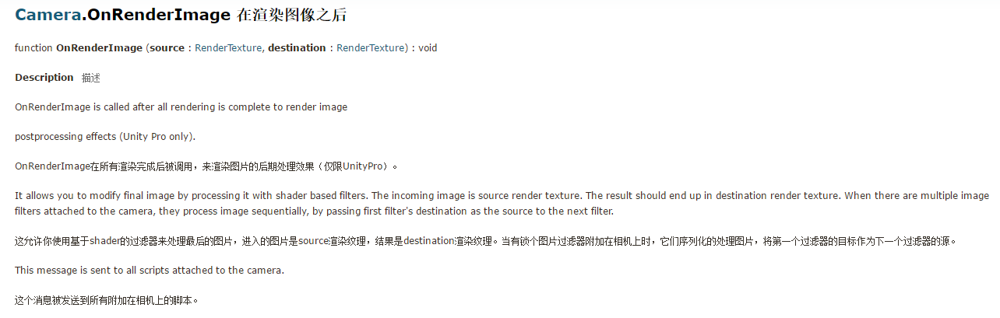 Camera.OnRenderImage 在渲染图像之后
function OnRenderImage (source : RenderTexture, destination : RenderTexture) : void
Description 描述
OnRenderImage is called after all rendering is complete to render image
postprocessing effects (Unity Pro only).
OnRenderImage在所有渲染完成后被调用，来渲染图片的后期处理效果（仅限UnityPro）。
It allows you to modify final image by processing it with shader based filters. The incoming image is source render texture. The result should end up in destination render texture. When there are multiple image
filters attached to the camera, they process image sequentially, by passing first filter's destination as the source to the next filter.
这允许你使用基于shader的过滤器来处理最后的图片，进入的图片是source渲染纹理，结果是destination渲染纹理。当有锁个图片过滤器附加在相机上时，它们序列化的处理图片，将第一个过滤器的目标作为下一个过滤器的源。
This message is sent to all scripts attached to the camera.
这个消息被发送到所有附加在相机上的脚本。